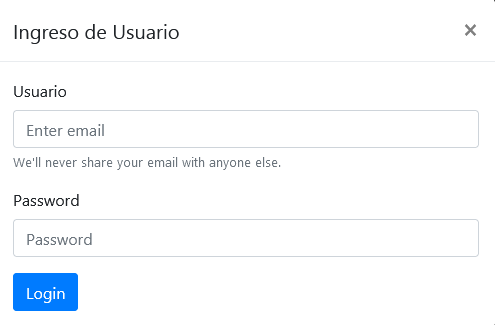 Ingreso de Usuario ×
Usuario
Enter email
We'll never share your email with anyone else.
Password
Password
Login